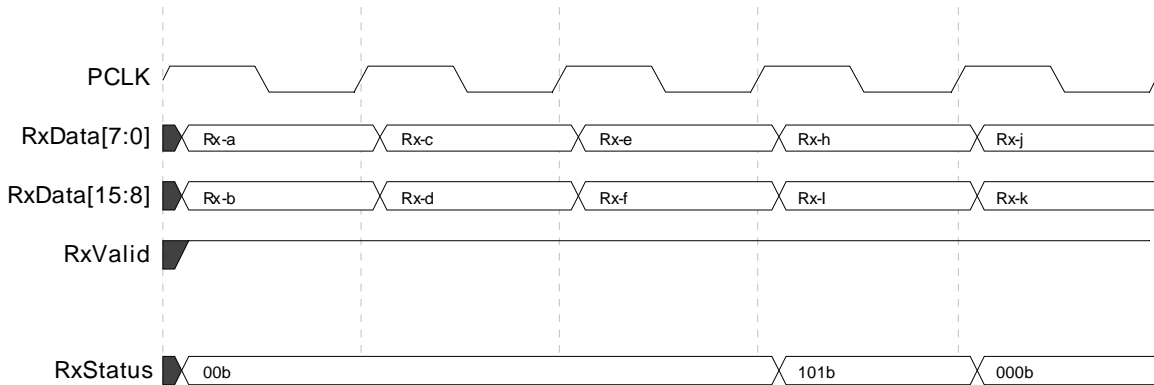 PCLK
RxData[7:0] Rx-a Rx-c Rx-e Rx-h Rx-j
RxData[15:8] Rx-b Rx-d Rx-f Rx-l Rx-k
RxValid
RxStatus 00b 101b 000b